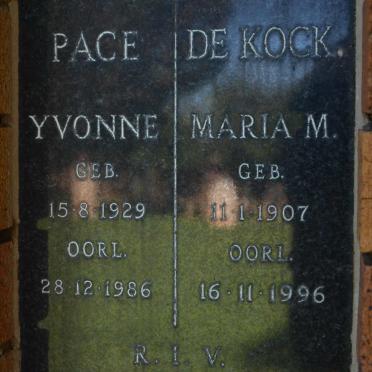 PACE
YVONNE
GEB.
15·8·1929
OORL.
28·12·1986
DE KOCK.
MARIA M.
GEB.
11·1·1907
OORL.
16·11·1996
R. I. V.